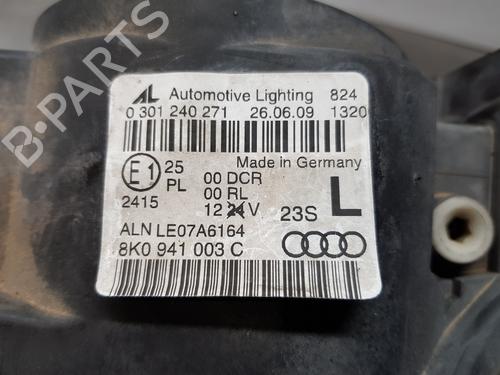 AL Automotive Lighting 824
0 301 240 271 26.06.09 1320
Made in Germany
E1 25 00 DCR
PL 00 RL
2415 12 24 V 23S L
ALN LE07A6164
8K0 941 003 C
B-PARTS